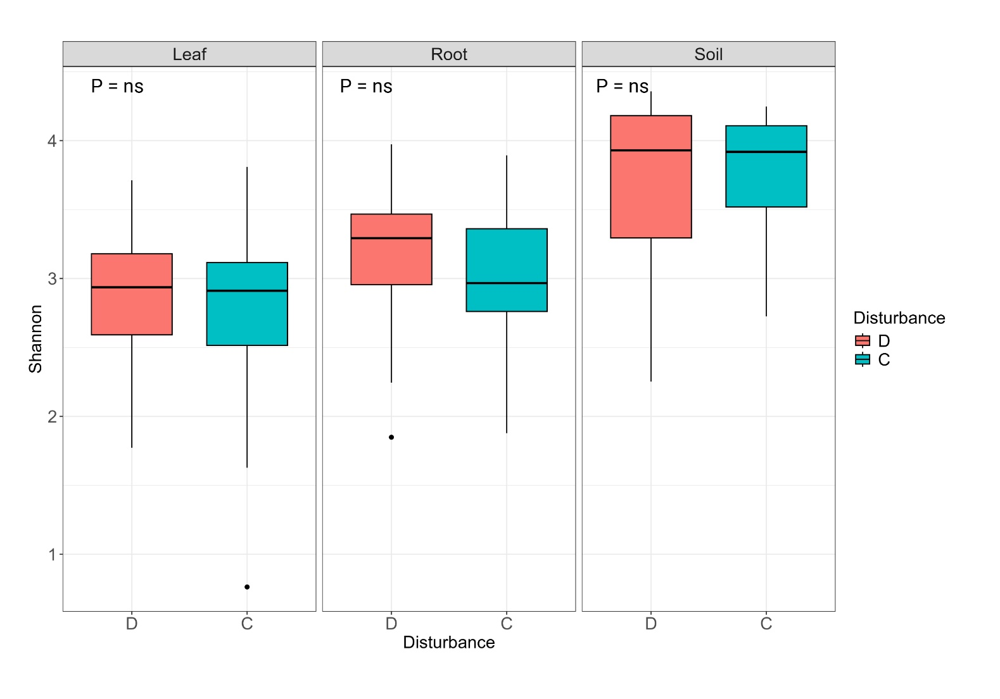 Leaf Root Soil
P = ns P = ns P = ns
4
3
2
1
Shannon
D C D C D C
Disturbance
Disturbance
D
C